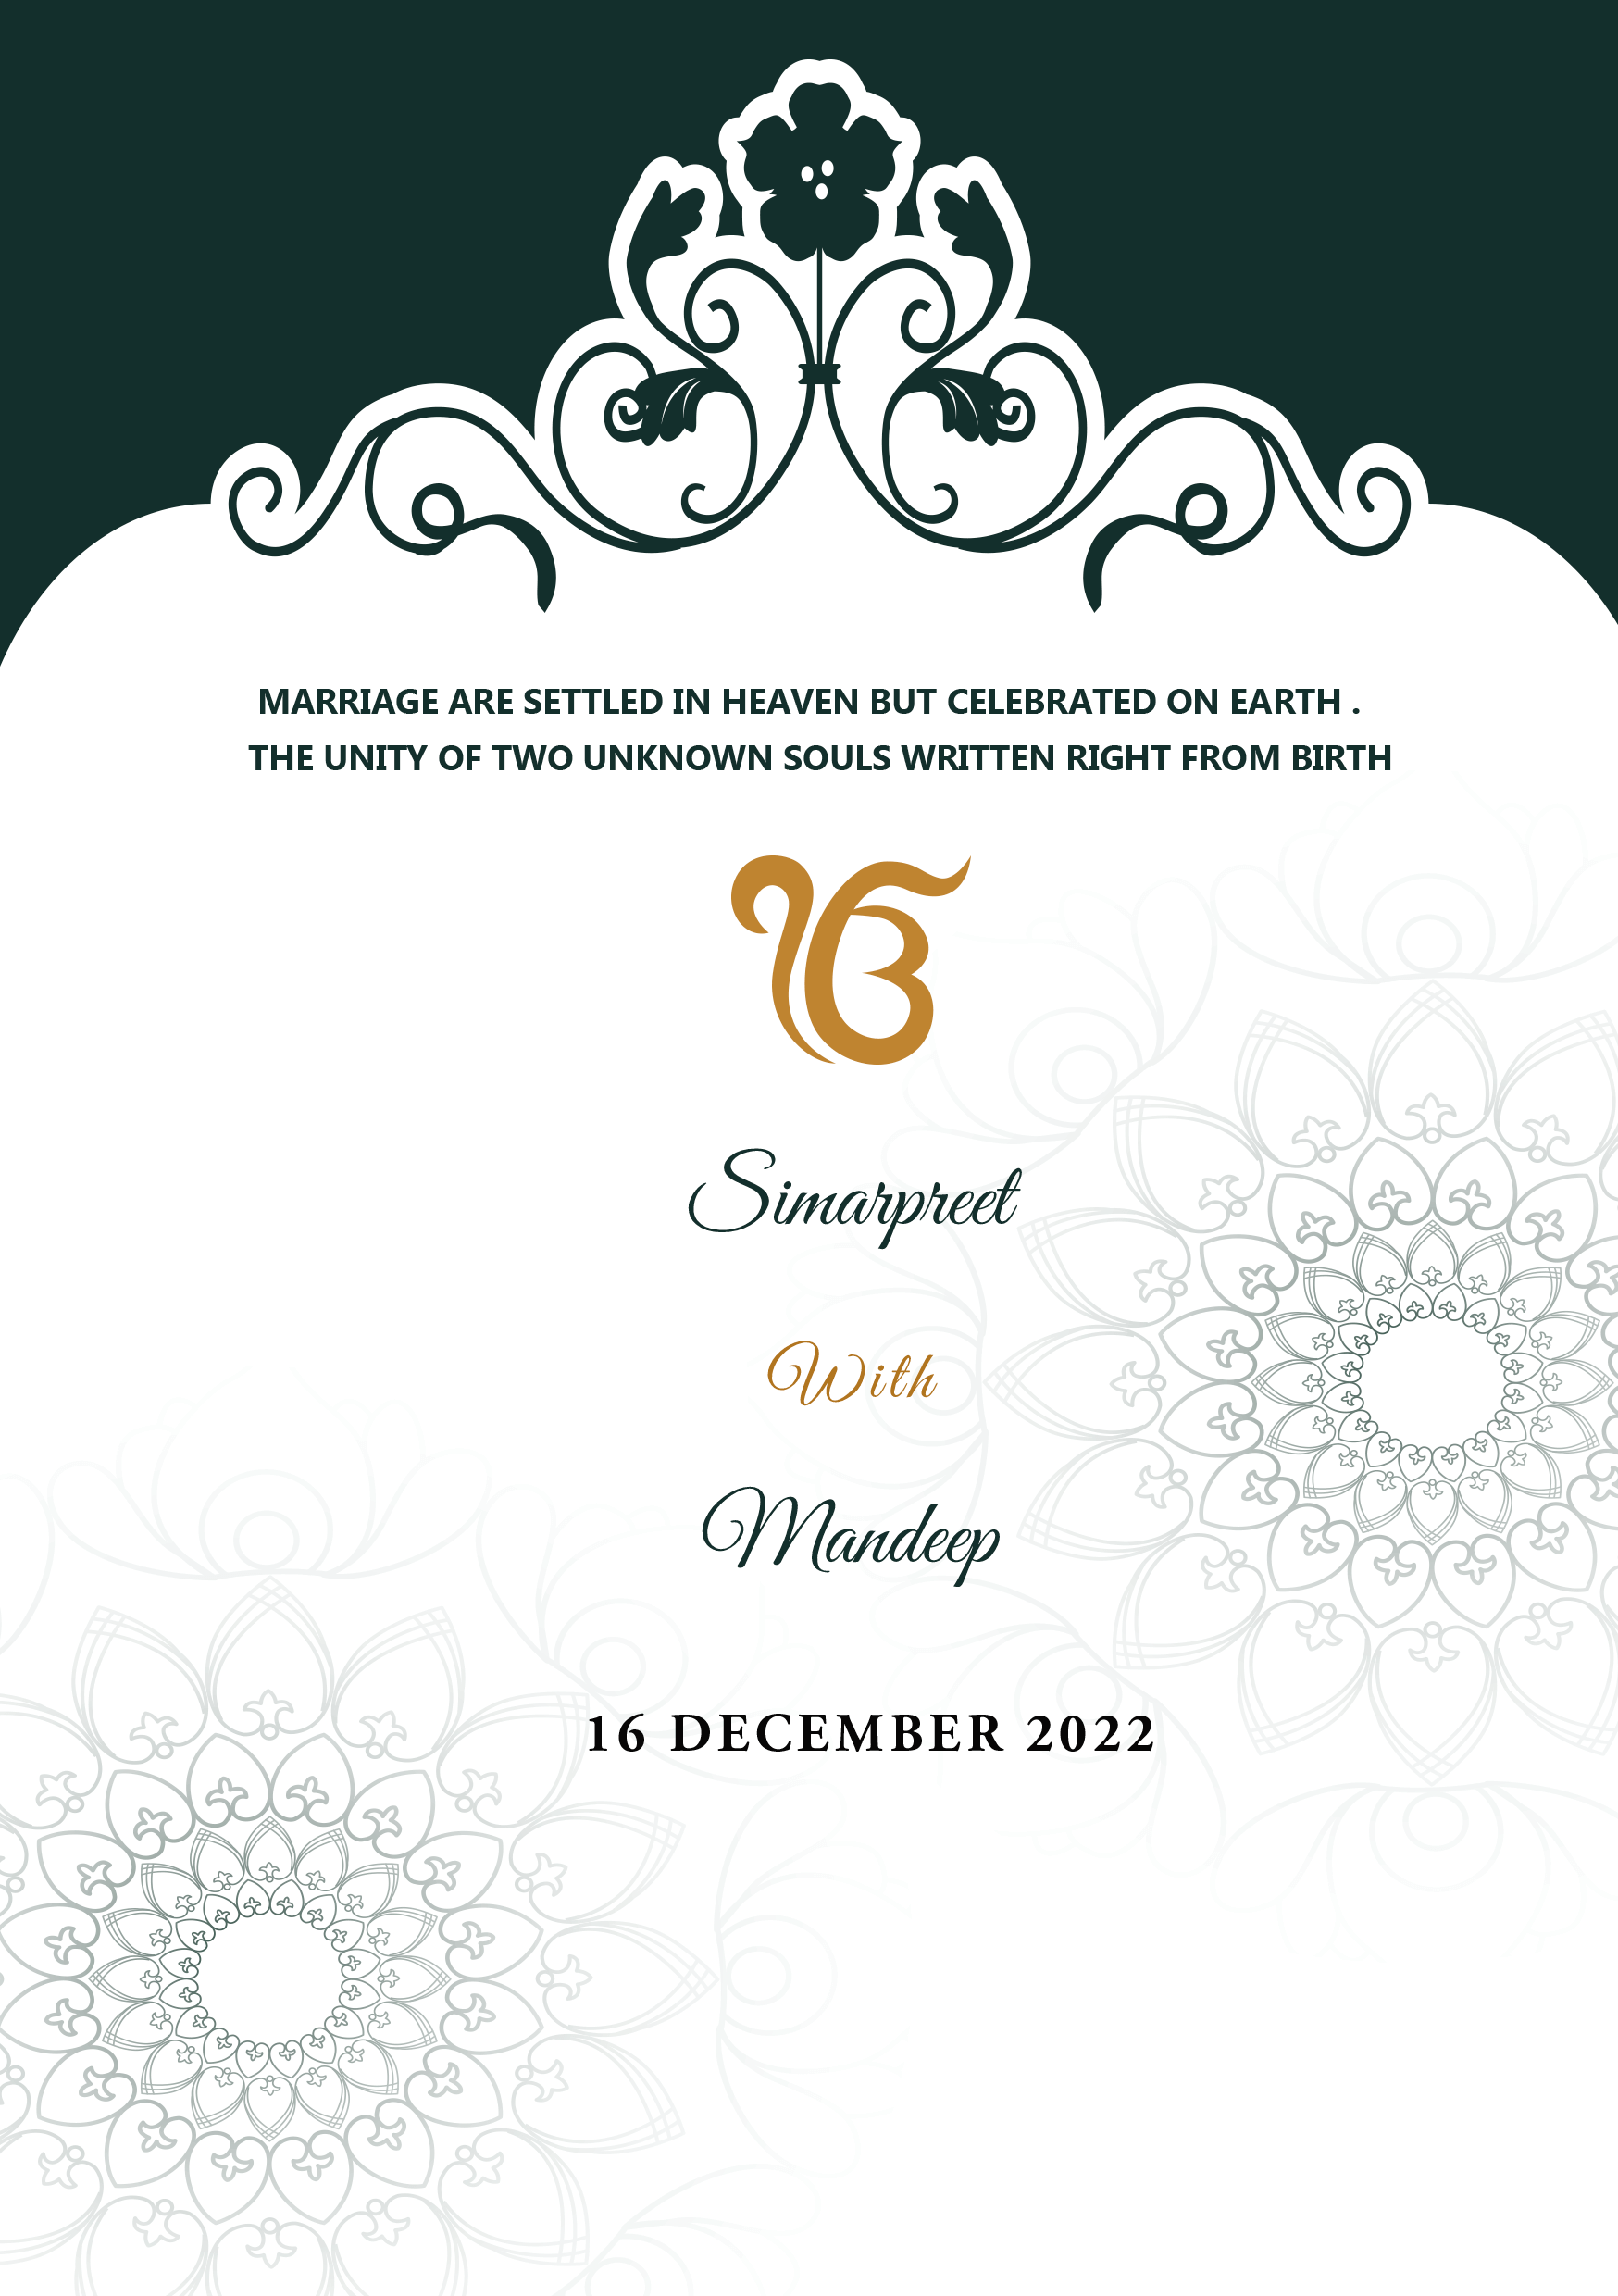 MARRIAGE ARE SETTLED IN HEAVEN BUT CELEBRATED ON EARTH .
THE UNITY OF TWO UNKNOWN SOULS WRITTEN RIGHT FROM BIRTH
ੴ
Simarpreet
With
Mandeep
16 DECEMBER 2022